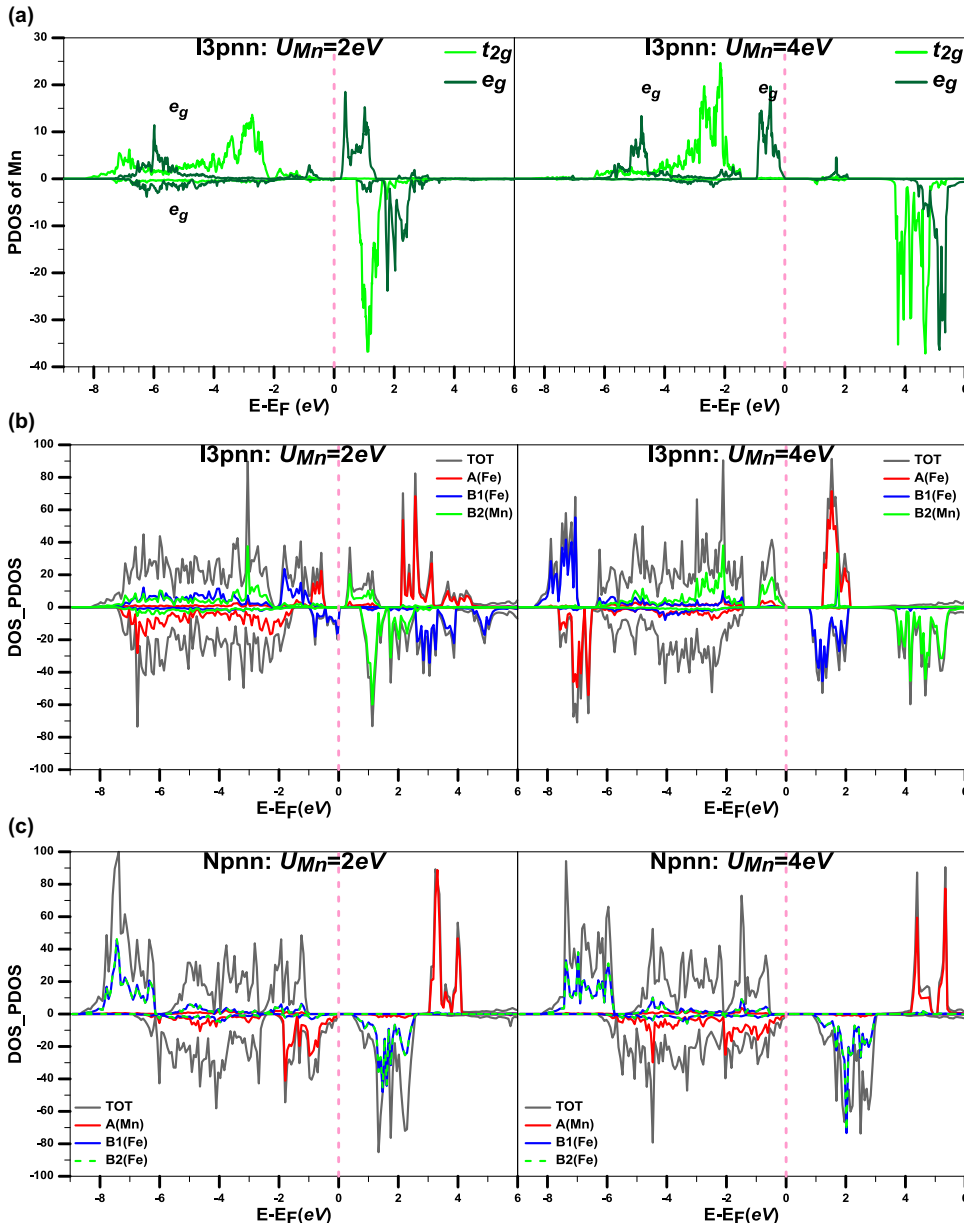 (a)
I3pnn: UMn=2eV
I3pnn: UMn=4eV
t2g
eg
t2g
eg
eg
eg
eg
eg
PDOS of Mn
30
20
10
0
-10
-20
-30
-40
-8 -6 -4 -2 0 2 4 6
-8 -6 -4 -2 0 2 4 6
E-EF (eV)
E-EF (eV)
(b)
I3pnn: UMn=2eV
I3pnn: UMn=4eV
TOT
A(Fe)
B1(Fe)
B2(Mn)
TOT
A(Fe)
B1(Fe)
B2(Mn)
DOS_PDOS
100
80
60
40
20
0
-20
-40
-60
-80
-100
-8 -6 -4 -2 0 2 4 6
-8 -6 -4 -2 0 2 4 6
E-EF(eV)
E-EF(eV)
(c)
Npnn: UMn=2eV
Npnn: UMn=4eV
DOS_PDOS
100
80
60
40
20
0
-20
-40
-60
-80
-100
TOT
A(Mn)
B1(Fe)
B2(Fe)
TOT
A(Mn)
B1(Fe)
B2(Fe)
-8 -6 -4 -2 0 2 4 6
-8 -6 -4 -2 0 2 4 6
E-EF(eV)
E-EF(eV)